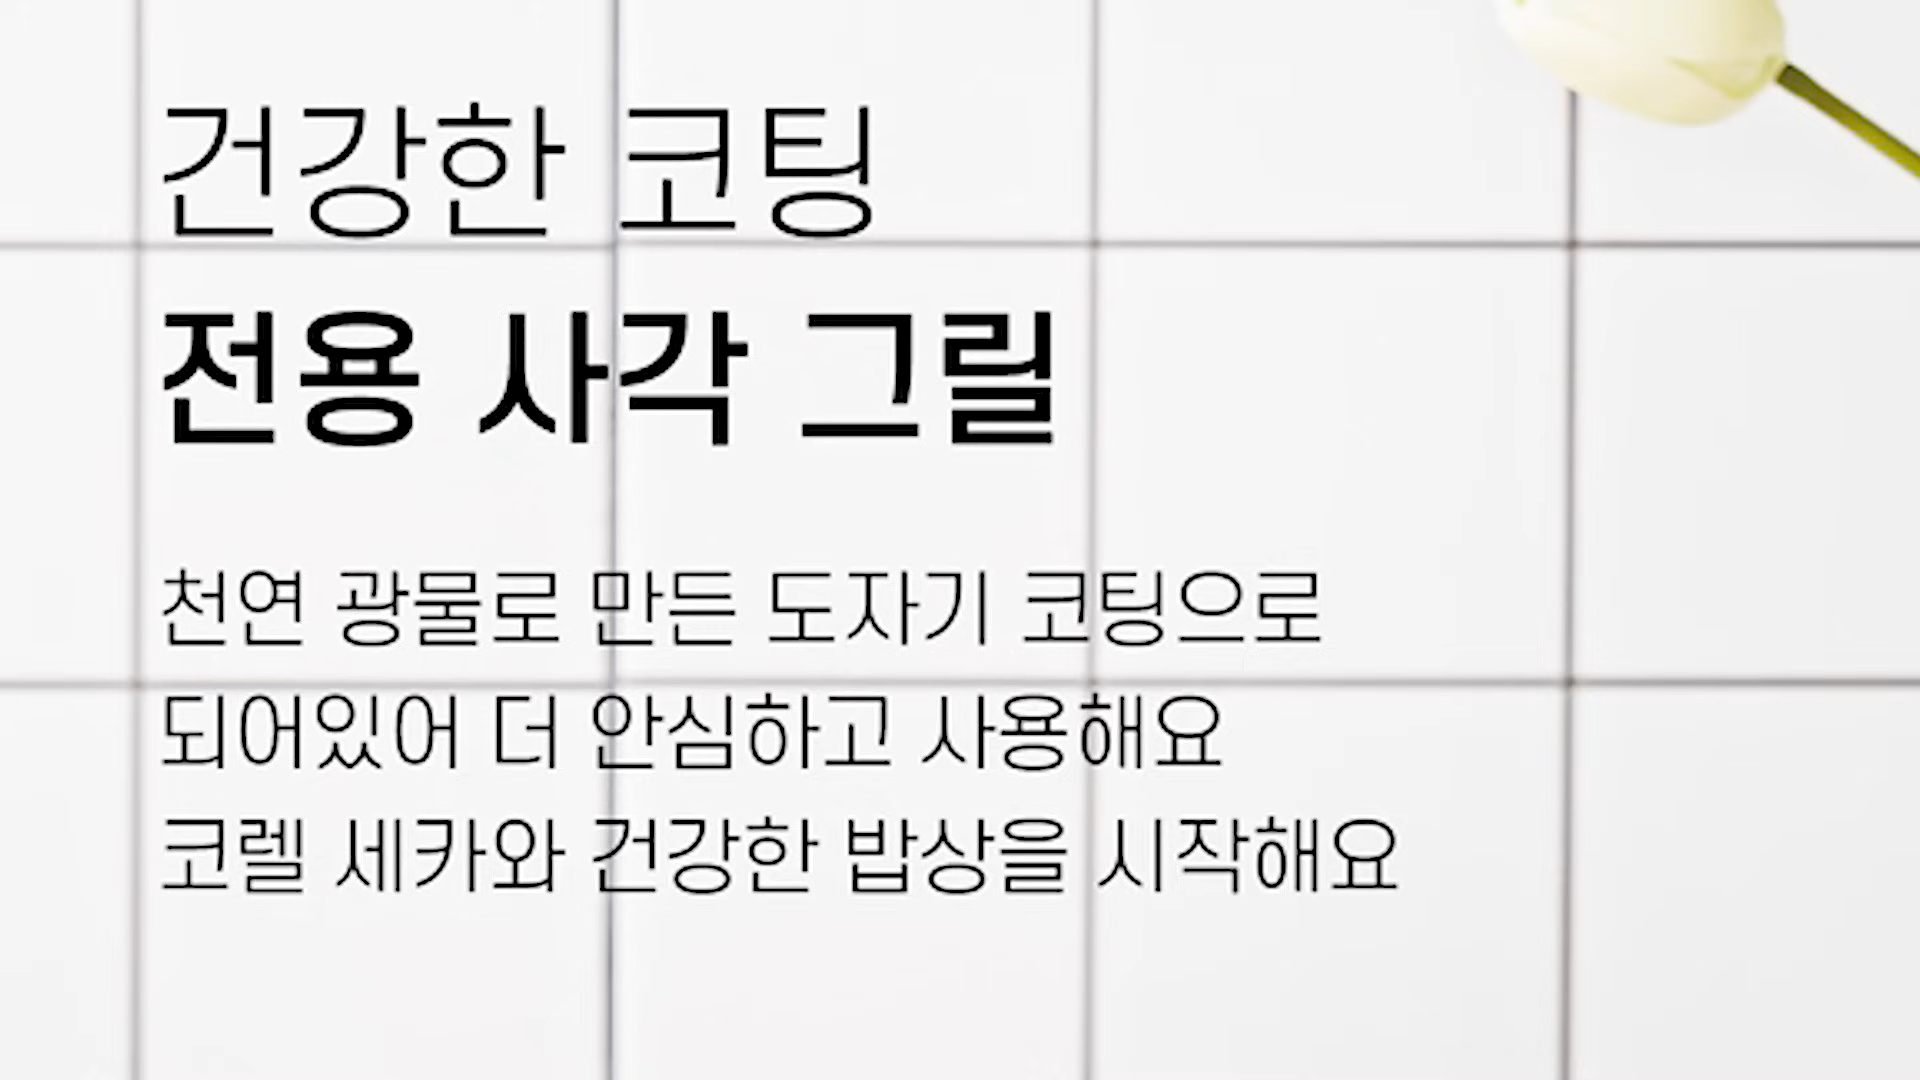 건강한 코팅
전용 사각 그릴
천연 광물로 만든 도자기 코팅으로
되어있어 더 안심하고 사용해요
코렐 세카와 건강한 밥상을 시작해요